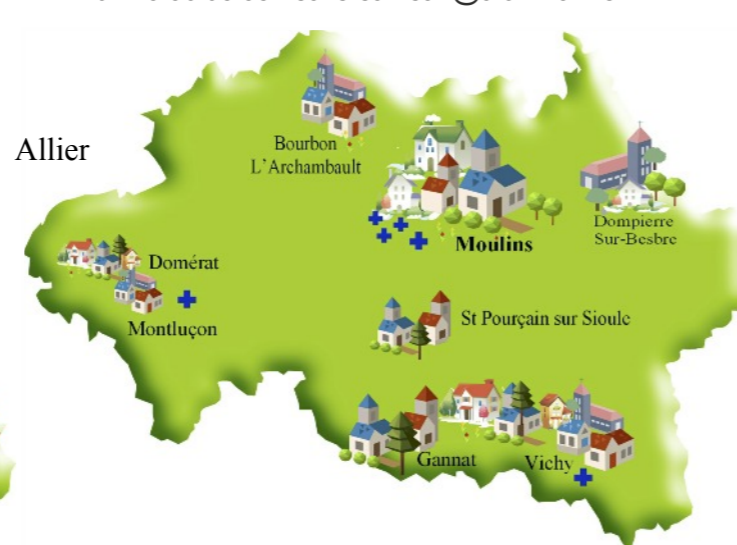 Allier
Bourbon
L'Archambault
Dompierre
Sur-Besbre
Moulins
Domérat
Montluçon
St Pourçain sur Sioule
Gannat
Vichy